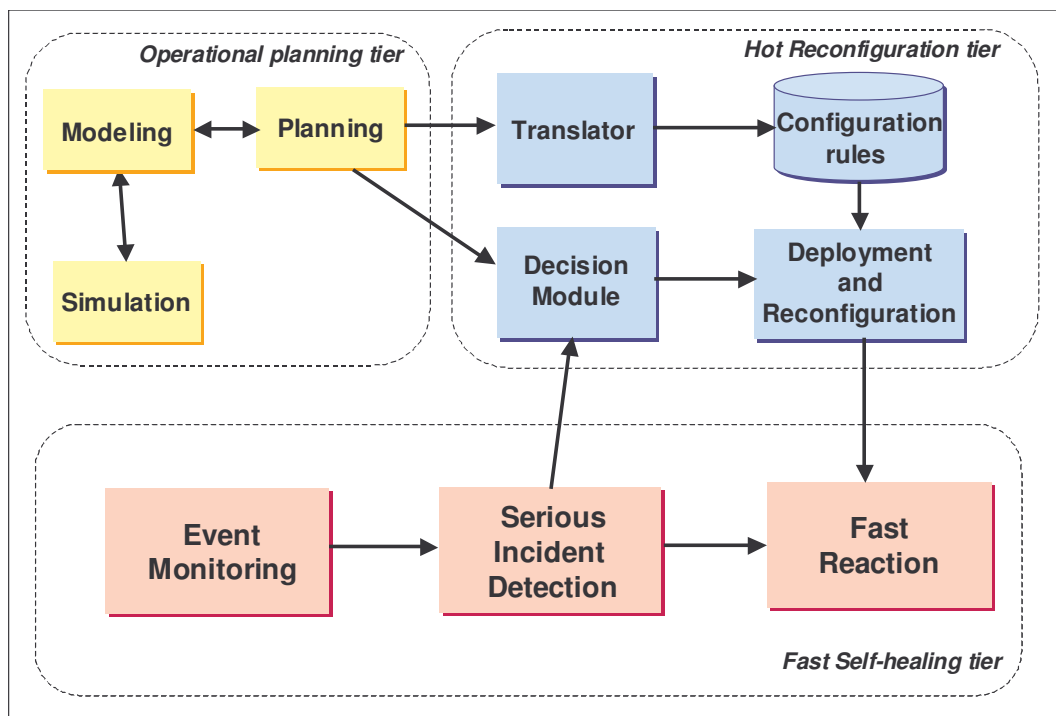 Operational planning tier
Hot Reconfiguration tier
Modeling
Planning
Translator
Configuration
rules
Simulation
Decision
Module
Deployment
and
Reconfiguration
Event
Monitoring
Serious
Incident
Detection
Fast
Reaction
Fast Self-healing tier